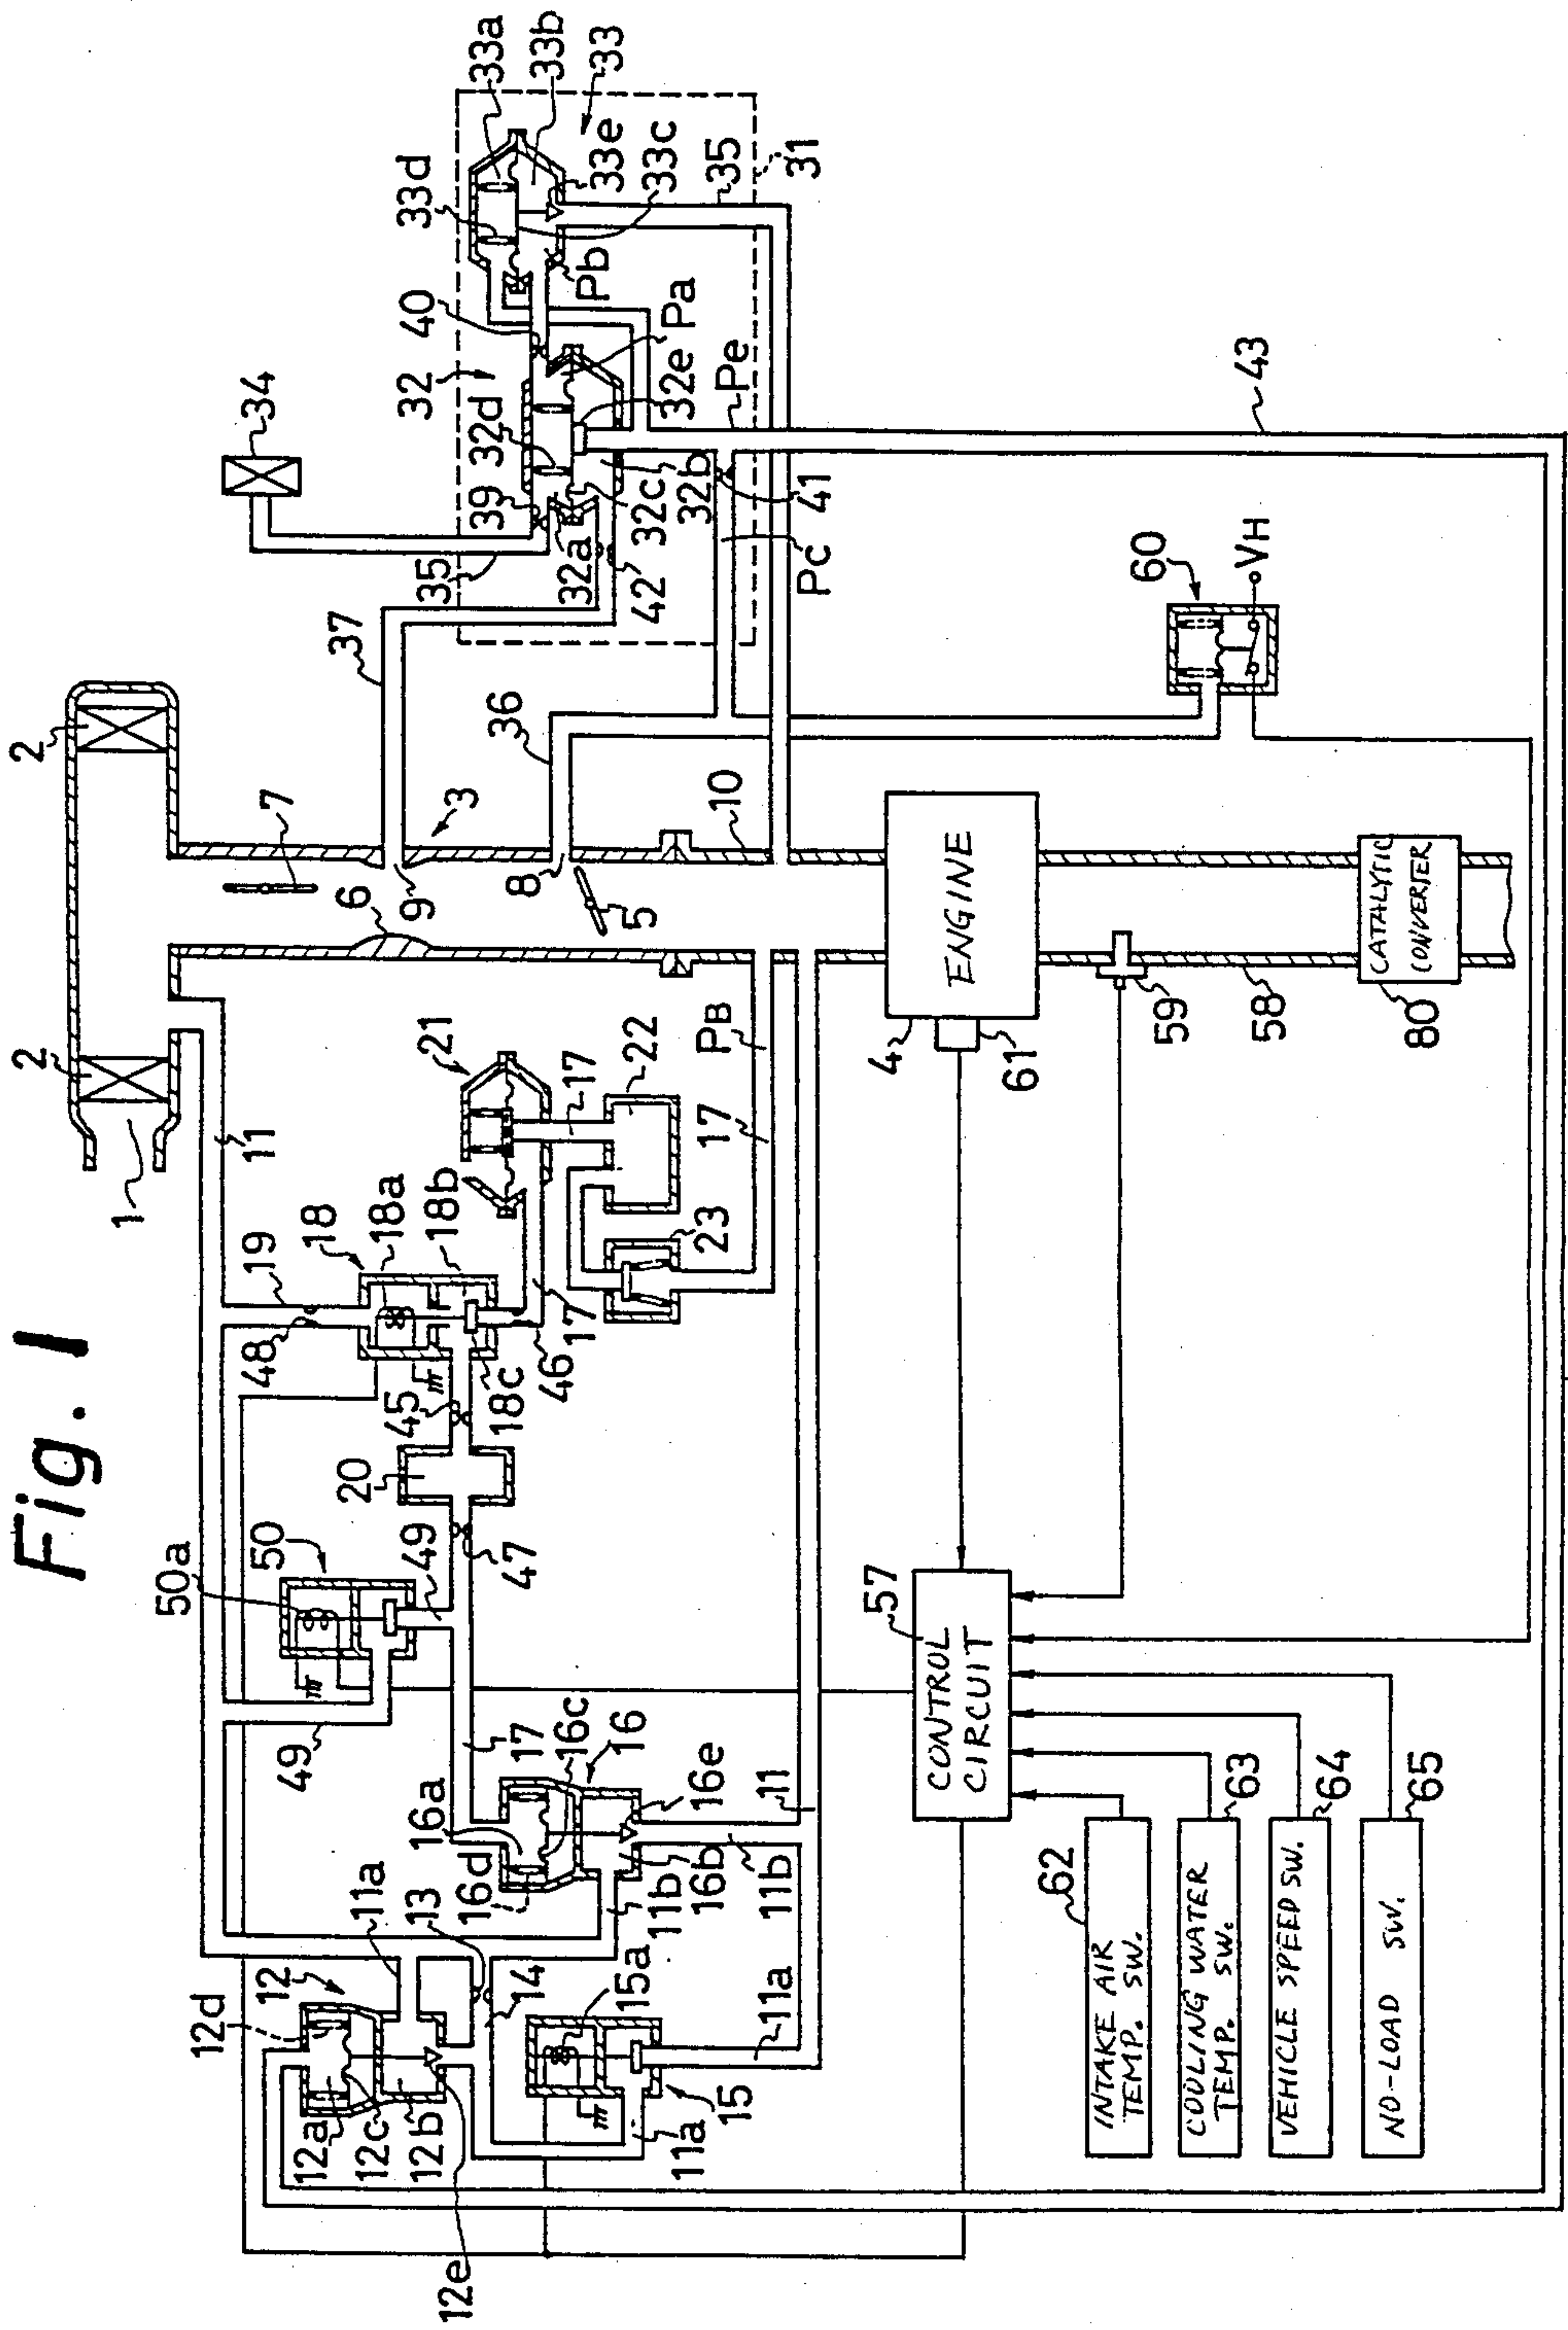 Fig. 1
1
2
2
7
3
6
9
8
5
10
34
37
36
35
39
32
40
32d
32a
42
32c
32b
32e
Pa
Pb
33d
33a
33b
33
33e
33c
35
31
41
Pe
Pc
43
60
VH
11
19
18
18a
18b
48
21
17
22
23
17
46
18c
45
20
47
49
50
50a
49
17
PB
17
16a
16c
16
16d
16e
16b
11b
11b
11
11a
12
12d
12a
12c
12b
12e
13
14
15a
15
11a
11a
4
ENGINE
61
59
58
80
CATALYTIC
CONVERTER
57
CONTROL
CIRCUIT
62
INTAKE AIR
TEMP. SW.
63
COOLING WATER
TEMP. SW.
64
VEHICLE SPEED SW.
65
NO-LOAD SW.